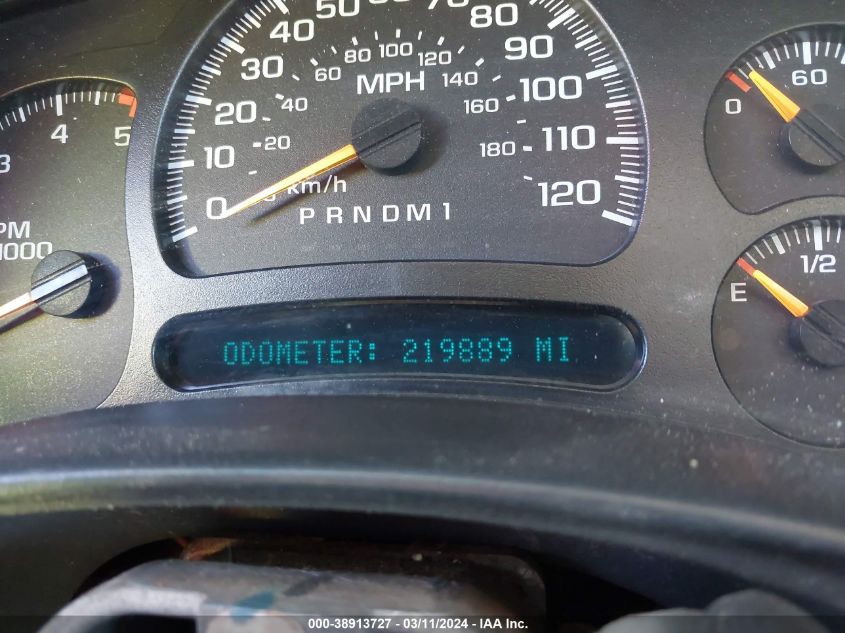 40 50 60 70 80
30 60 80 100 120 90
MPH 140
20 40 160 100
10 20 180 110
0 km/h 120
PRNDM1
3 4 5
1000
0 60
E 1/2
ODOMETER: 219889 MI
000-38913727 - 03/11/2024 - IAA Inc.